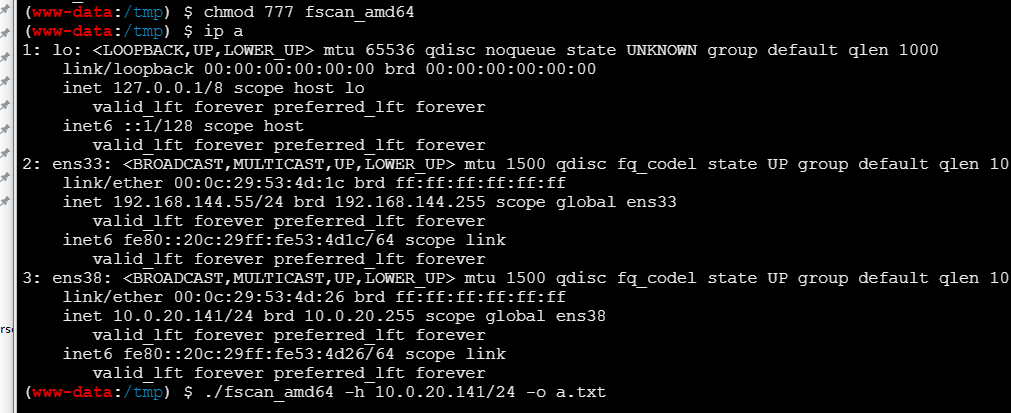 (www-data:/tmp) $ chmod 777 fscan_amd64
(www-data:/tmp) $ ip a
1: lo: <LOOPBACK,UP,LOWER_UP> mtu 65536 qdisc noqueue state UNKNOWN group default qlen 1000
link/loopback 00:00:00:00:00:00 brd 00:00:00:00:00:00
inet 127.0.0.1/8 scope host lo
valid_lft forever preferred_lft forever
inet6 ::1/128 scope host
valid_lft forever preferred_lft forever
2: ens33: <BROADCAST,MULTICAST,UP,LOWER_UP> mtu 1500 qdisc fq_codel state UP group default qlen 10
link/ether 00:0c:29:53:4d:1c brd ff:ff:ff:ff:ff:ff
inet 192.168.144.55/24 brd 192.168.144.255 scope global ens33
valid_lft forever preferred_lft forever
inet6 fe80::20c:29ff:fe53:4d1c/64 scope link
valid_lft forever preferred_lft forever
3: ens38: <BROADCAST,MULTICAST,UP,LOWER_UP> mtu 1500 qdisc fq_codel state UP group default qlen 10
link/ether 00:0c:29:53:4d:26 brd ff:ff:ff:ff:ff:ff
inet 10.0.20.141/24 brd 10.0.20.255 scope global ens38
valid_lft forever preferred_lft forever
inet6 fe80::20c:29ff:fe53:4d26/64 scope link
valid_lft forever preferred_lft forever
(www-data:/tmp) $ ./fscan_amd64 -h 10.0.20.141/24 -o a.txt